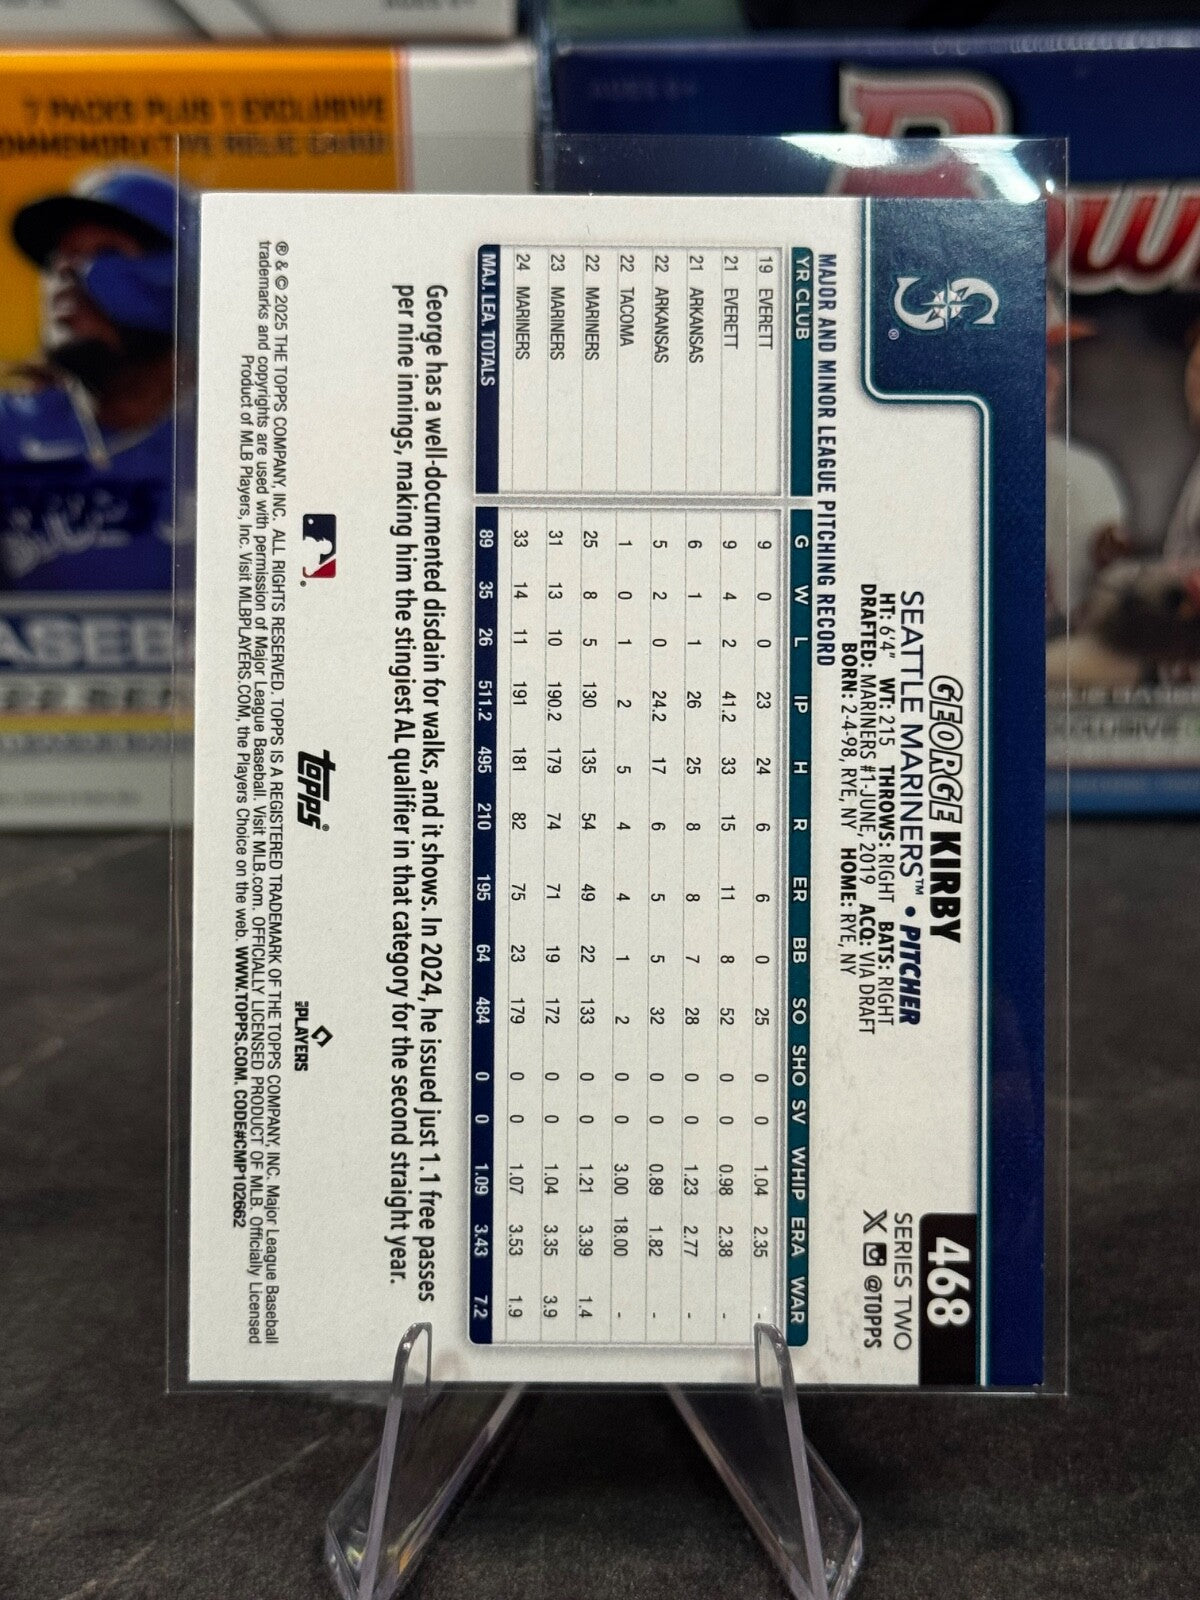 7 PACKS PLUS 1 EXCLUSIVE
COMMEMORATIVE RELIC CARD!
468
SERIES TWO
@TOPPS
GEORGE KIRBY
SEATTLE MARINERS™ • PITCHER
HT: 6'4" WT: 215 THROWS: RIGHT BATS: RIGHT
DRAFTED: MARINERS #1-JUNE, 2019 ACQ: VIA DRAFT
BORN: 2-4-98, RYE, NY HOME: RYE, NY
MAJOR AND MINOR LEAGUE PITCHING RECORD
YR CLUB G W L IP H R ER BB SO SHO SV WHIP ERA WAR
19 EVERETT 9 0 0 23 24 6 6 0 25 0 0 1.04 2.35 -
21 EVERETT 9 4 2 41.2 33 15 11 8 52 0 0 0.98 2.38 -
21 ARKANSAS 6 1 1 26 25 8 8 7 28 0 0 1.23 2.77 -
22 ARKANSAS 5 2 0 24.2 17 6 5 5 32 0 0 0.89 1.82 -
22 TACOMA 1 0 1 2 5 4 4 1 2 0 0 3.00 18.00 -
22 MARINERS 25 8 5 130 135 54 49 22 133 0 0 1.21 3.39 1.4
23 MARINERS 31 13 10 190.2 179 74 71 19 172 0 0 1.04 3.35 3.9
24 MARINERS 33 14 11 191 181 82 75 23 179 0 0 1.07 3.53 1.9
MAJ. LEA. TOTALS 89 35 26 511.2 495 210 195 64 484 0 0 1.09 3.43 7.2
George has a well-documented disdain for walks, and it shows. In 2024, he issued just 1.1 free passes
per nine innings, making him the stingiest AL qualifier in that category for the second straight year.
topps®
PLAYERS
® & © 2025 THE TOPPS COMPANY, INC. ALL RIGHTS RESERVED. TOPPS IS A REGISTERED TRADEMARK OF THE TOPPS COMPANY, INC. Major League Baseball
trademarks and copyrights are used with permission of Major League Baseball. Visit MLB.com. OFFICIALLY LICENSED PRODUCT OF MLB. Officially Licensed
Product of MLB Players, Inc. Visit MLBPLAYERS.COM, the Players Choice on the web. WWW.TOPPS.COM. CODE#CMP102662